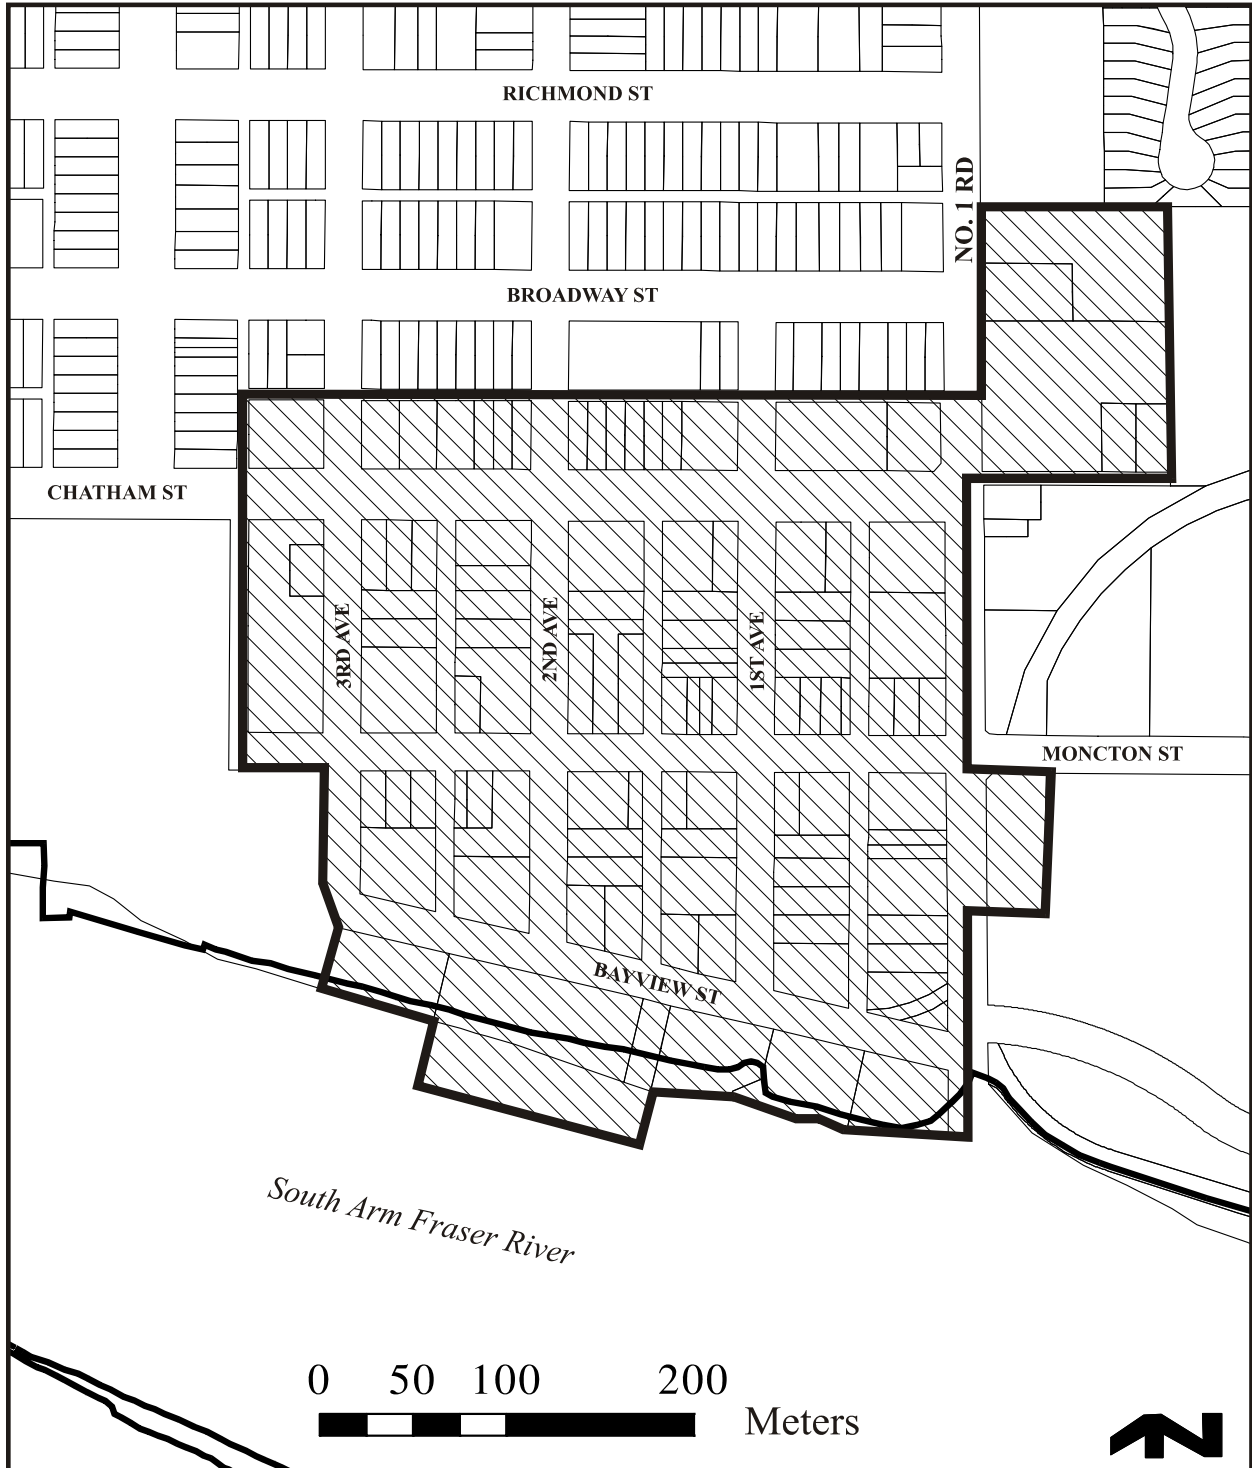 RICHMOND ST
NO. 1 RD
BROADWAY ST
CHATHAM ST
3RD AVE
2ND AVE
1ST AVE
MONCTON ST
BAYVIEW ST
South Arm Fraser River
0 50 100 200
Meters
N